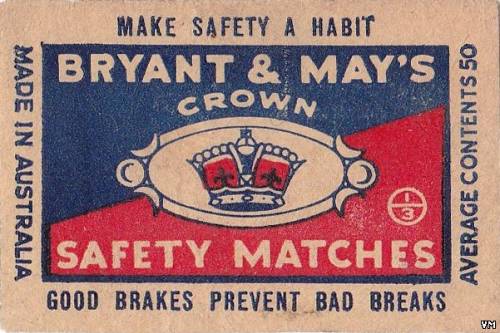 MAKE SAFETY A HABIT
MADE IN AUSTRALIA
BRYANT & MAY'S
CROWN
AVERAGE CONTENTS 50
1/3
SAFETY MATCHES
GOOD BRAKES PREVENT BAD BREAKS
VM